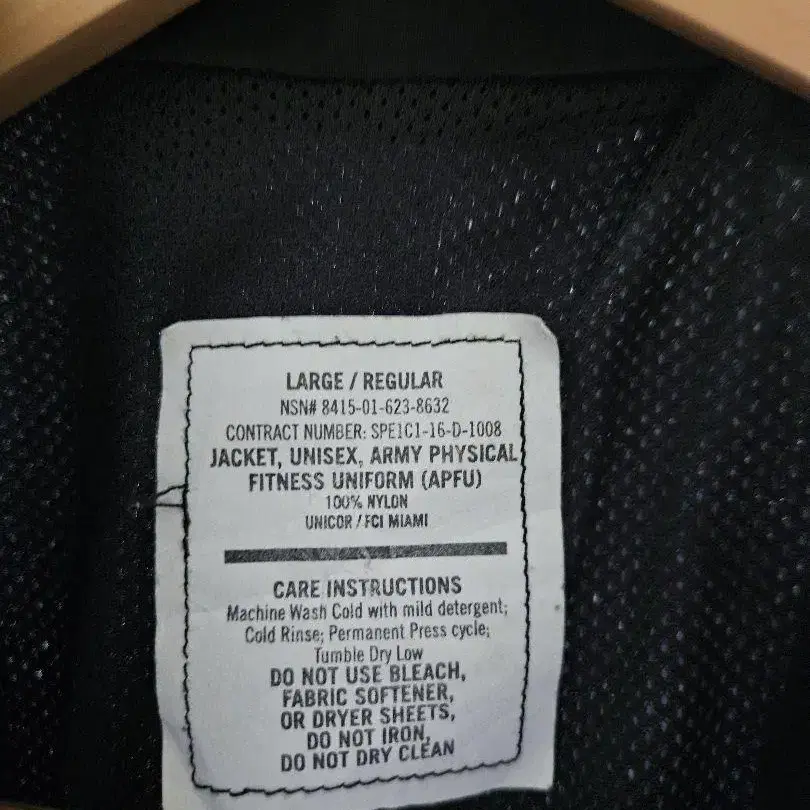 LARGE / REGULAR
NSN# 8415-01-623-8632
CONTRACT NUMBER: SPE1C1-16-D-1008
JACKET, UNISEX, ARMY PHYSICAL
FITNESS UNIFORM (APFU)
100% NYLON
UNICOR / FCI MIAMI
CARE INSTRUCTIONS
Machine Wash Cold with mild detergent;
Cold Rinse; Permanent Press cycle;
Tumble Dry Low
DO NOT USE BLEACH,
FABRIC SOFTENER,
OR DRYER SHEETS,
DO NOT IRON,
DO NOT DRY CLEAN